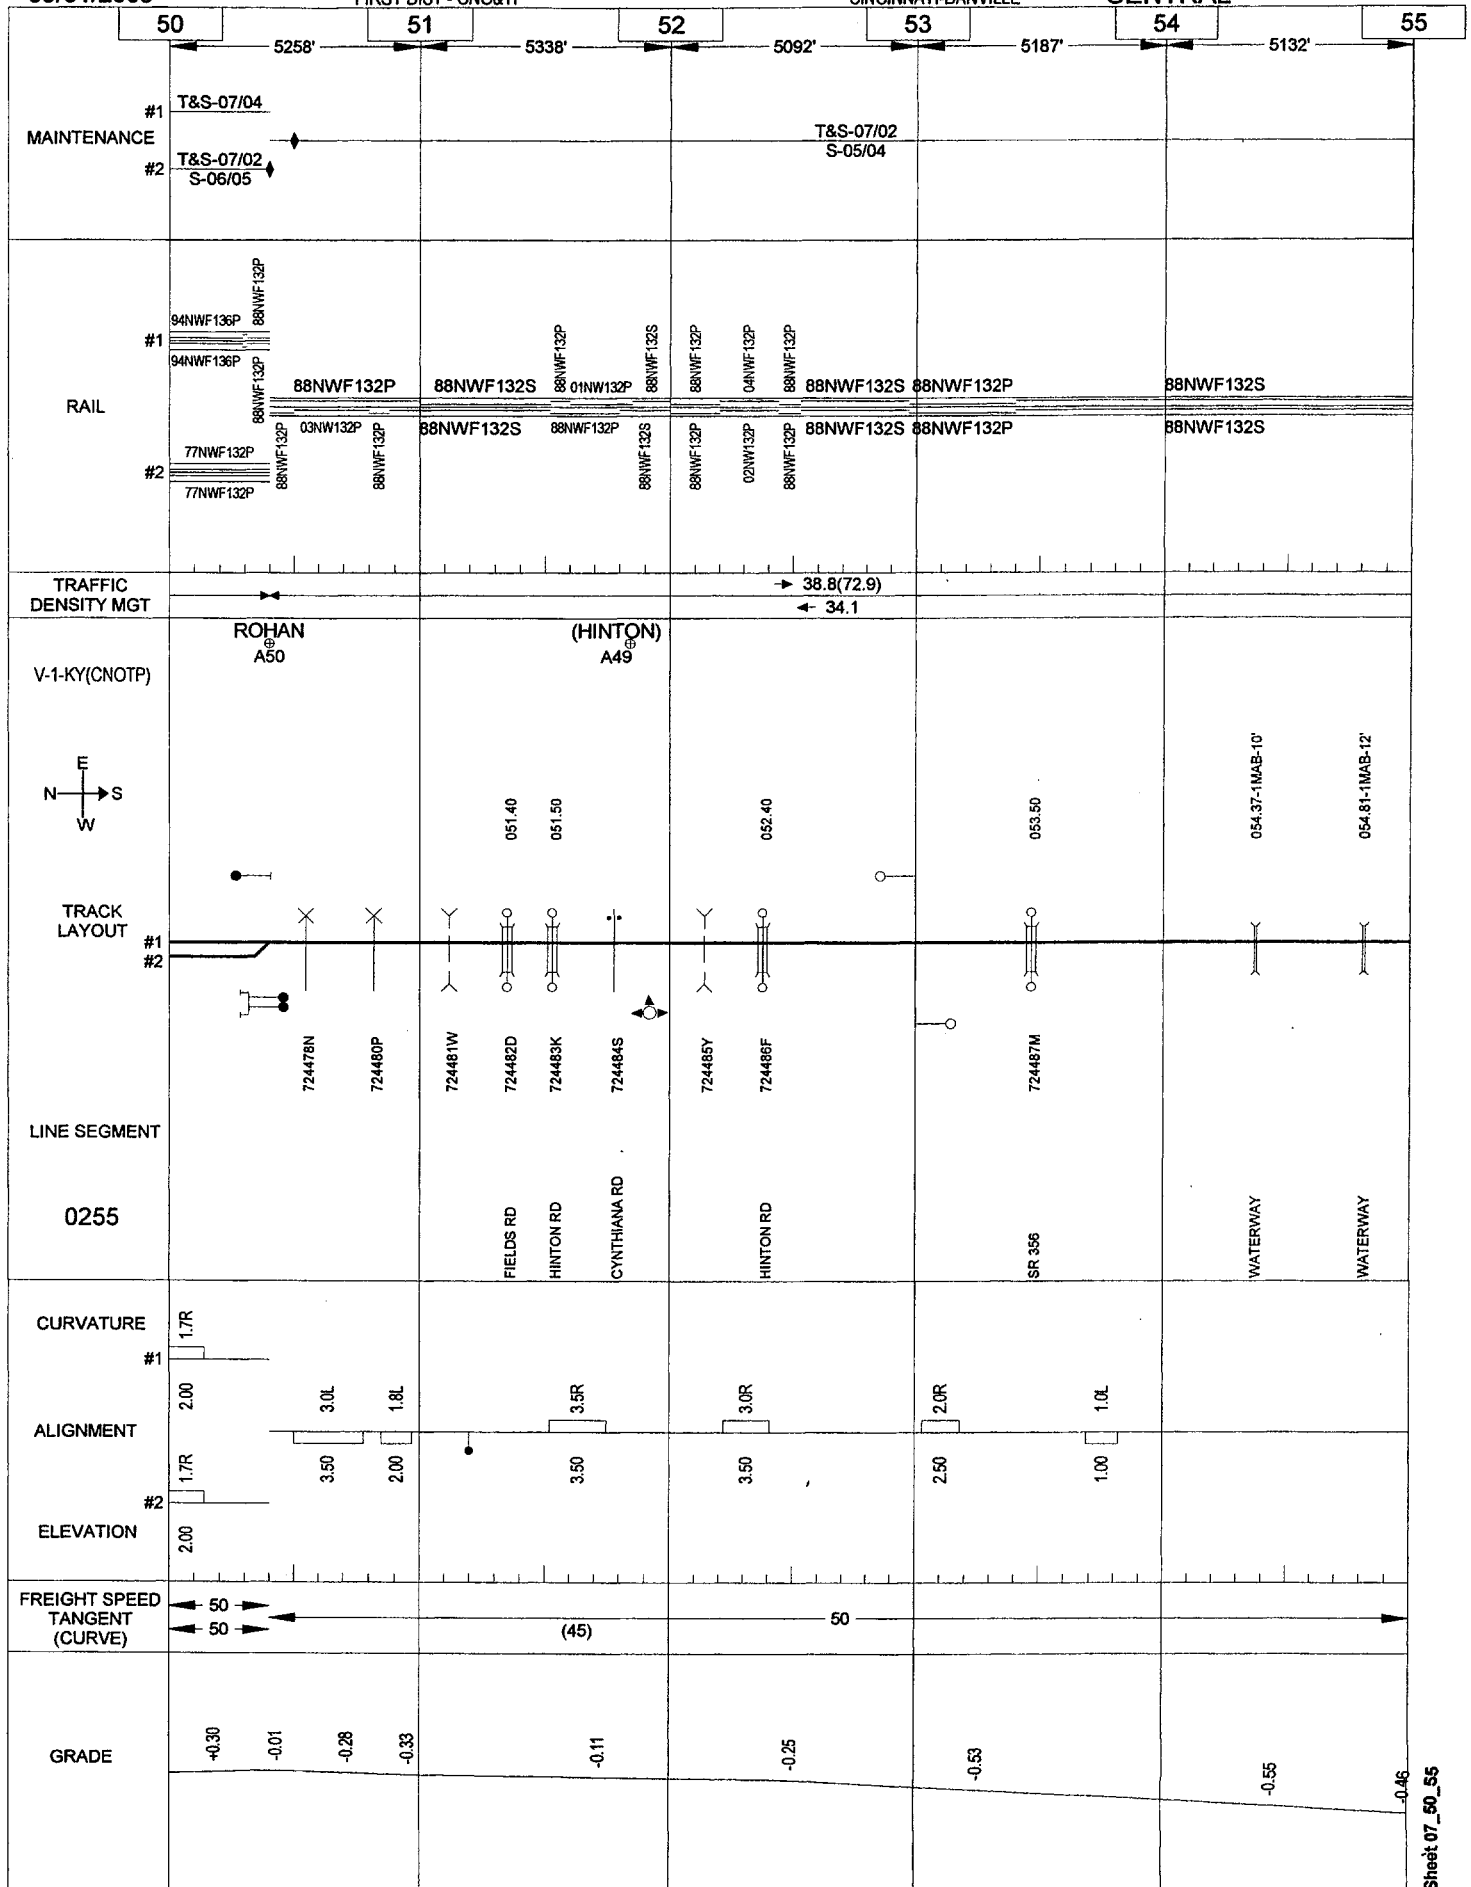 FIRST DIST - CNO&TP CINCINNATI-DANVILLE CENTRAL
50 51 52 53 54 55
5258' 5338' 5092' 5187' 5132'
MAINTENANCE
#1 T&S-07/04
T&S-07/02
S-05/04
#2 T&S-07/02
S-06/05
RAIL
#1
94NWF136P
94NWF136P
88NWF132P
88NWF132P
#2
77NWF132P
77NWF132P
88NWF132P
88NWF132P
03NW132P
88NWF132P
88NWF132S
88NWF132S
88NWF132P
01NW132P
88NWF132S
88NWF132P
88NWF132S
88NWF132P
04NWF132P
88NWF132P
88NWF132P
02NW132P
88NWF132P
88NWF132S 88NWF132P
88NWF132S 88NWF132P
88NWF132S
88NWF132S
TRAFFIC
DENSITY MGT
38.8(72.9)
34.1
V-1-KY(CNOTP)
ROHAN
A50
(HINTON)
A49
E
N S
W
051.40
051.50
052.40
053.50
054.37-1MAB-10'
054.81-1MAB-12'
TRACK
LAYOUT
#1
#2
724478N
724480P
724481W
724482D
724483K
724484S
724485Y
724486F
724487M
LINE SEGMENT
0255
FIELDS RD
HINTON RD
CYNTHIANA RD
HINTON RD
SR 356
WATERWAY
WATERWAY
CURVATURE
#1
1.7R
2.00
ALIGNMENT
3.0L
1.8L
3.5R
3.0R
2.0R
1.0L
3.50
2.00
3.50
3.50
2.50
1.00
#2
1.7R
2.00
ELEVATION
FREIGHT SPEED
TANGENT
(CURVE)
50
50
(45)
50
GRADE
+0.30
-0.01
-0.28
-0.33
-0.11
-0.25
-0.53
-0.55
-0.46
Sheet 07_50_55